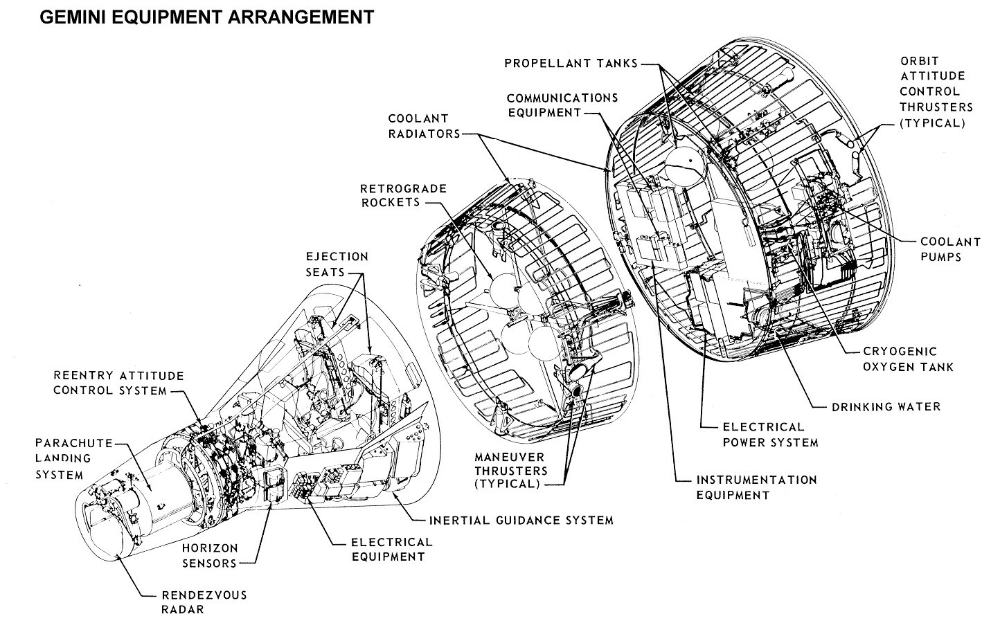 GEMINI EQUIPMENT ARRANGEMENT
PROPELLANT TANKS
COMMUNICATIONS
EQUIPMENT
COOLANT
RADIATORS
ORBIT
ATTITUDE
CONTROL
THRUSTERS
(TYPICAL)
RETROGRADE
ROCKETS
EJECTION
SEATS
COOLANT
PUMPS
CRYOGENIC
OXYGEN TANK
REENTRY ATTITUDE
CONTROL SYSTEM
DRINKING WATER
ELECTRICAL
POWER SYSTEM
PARACHUTE
LANDING
SYSTEM
MANEUVER
THRUSTERS
(TYPICAL)
INSTRUMENTATION
EQUIPMENT
INERTIAL GUIDANCE SYSTEM
HORIZON
SENSORS
ELECTRICAL
EQUIPMENT
RENDEZVOUS
RADAR